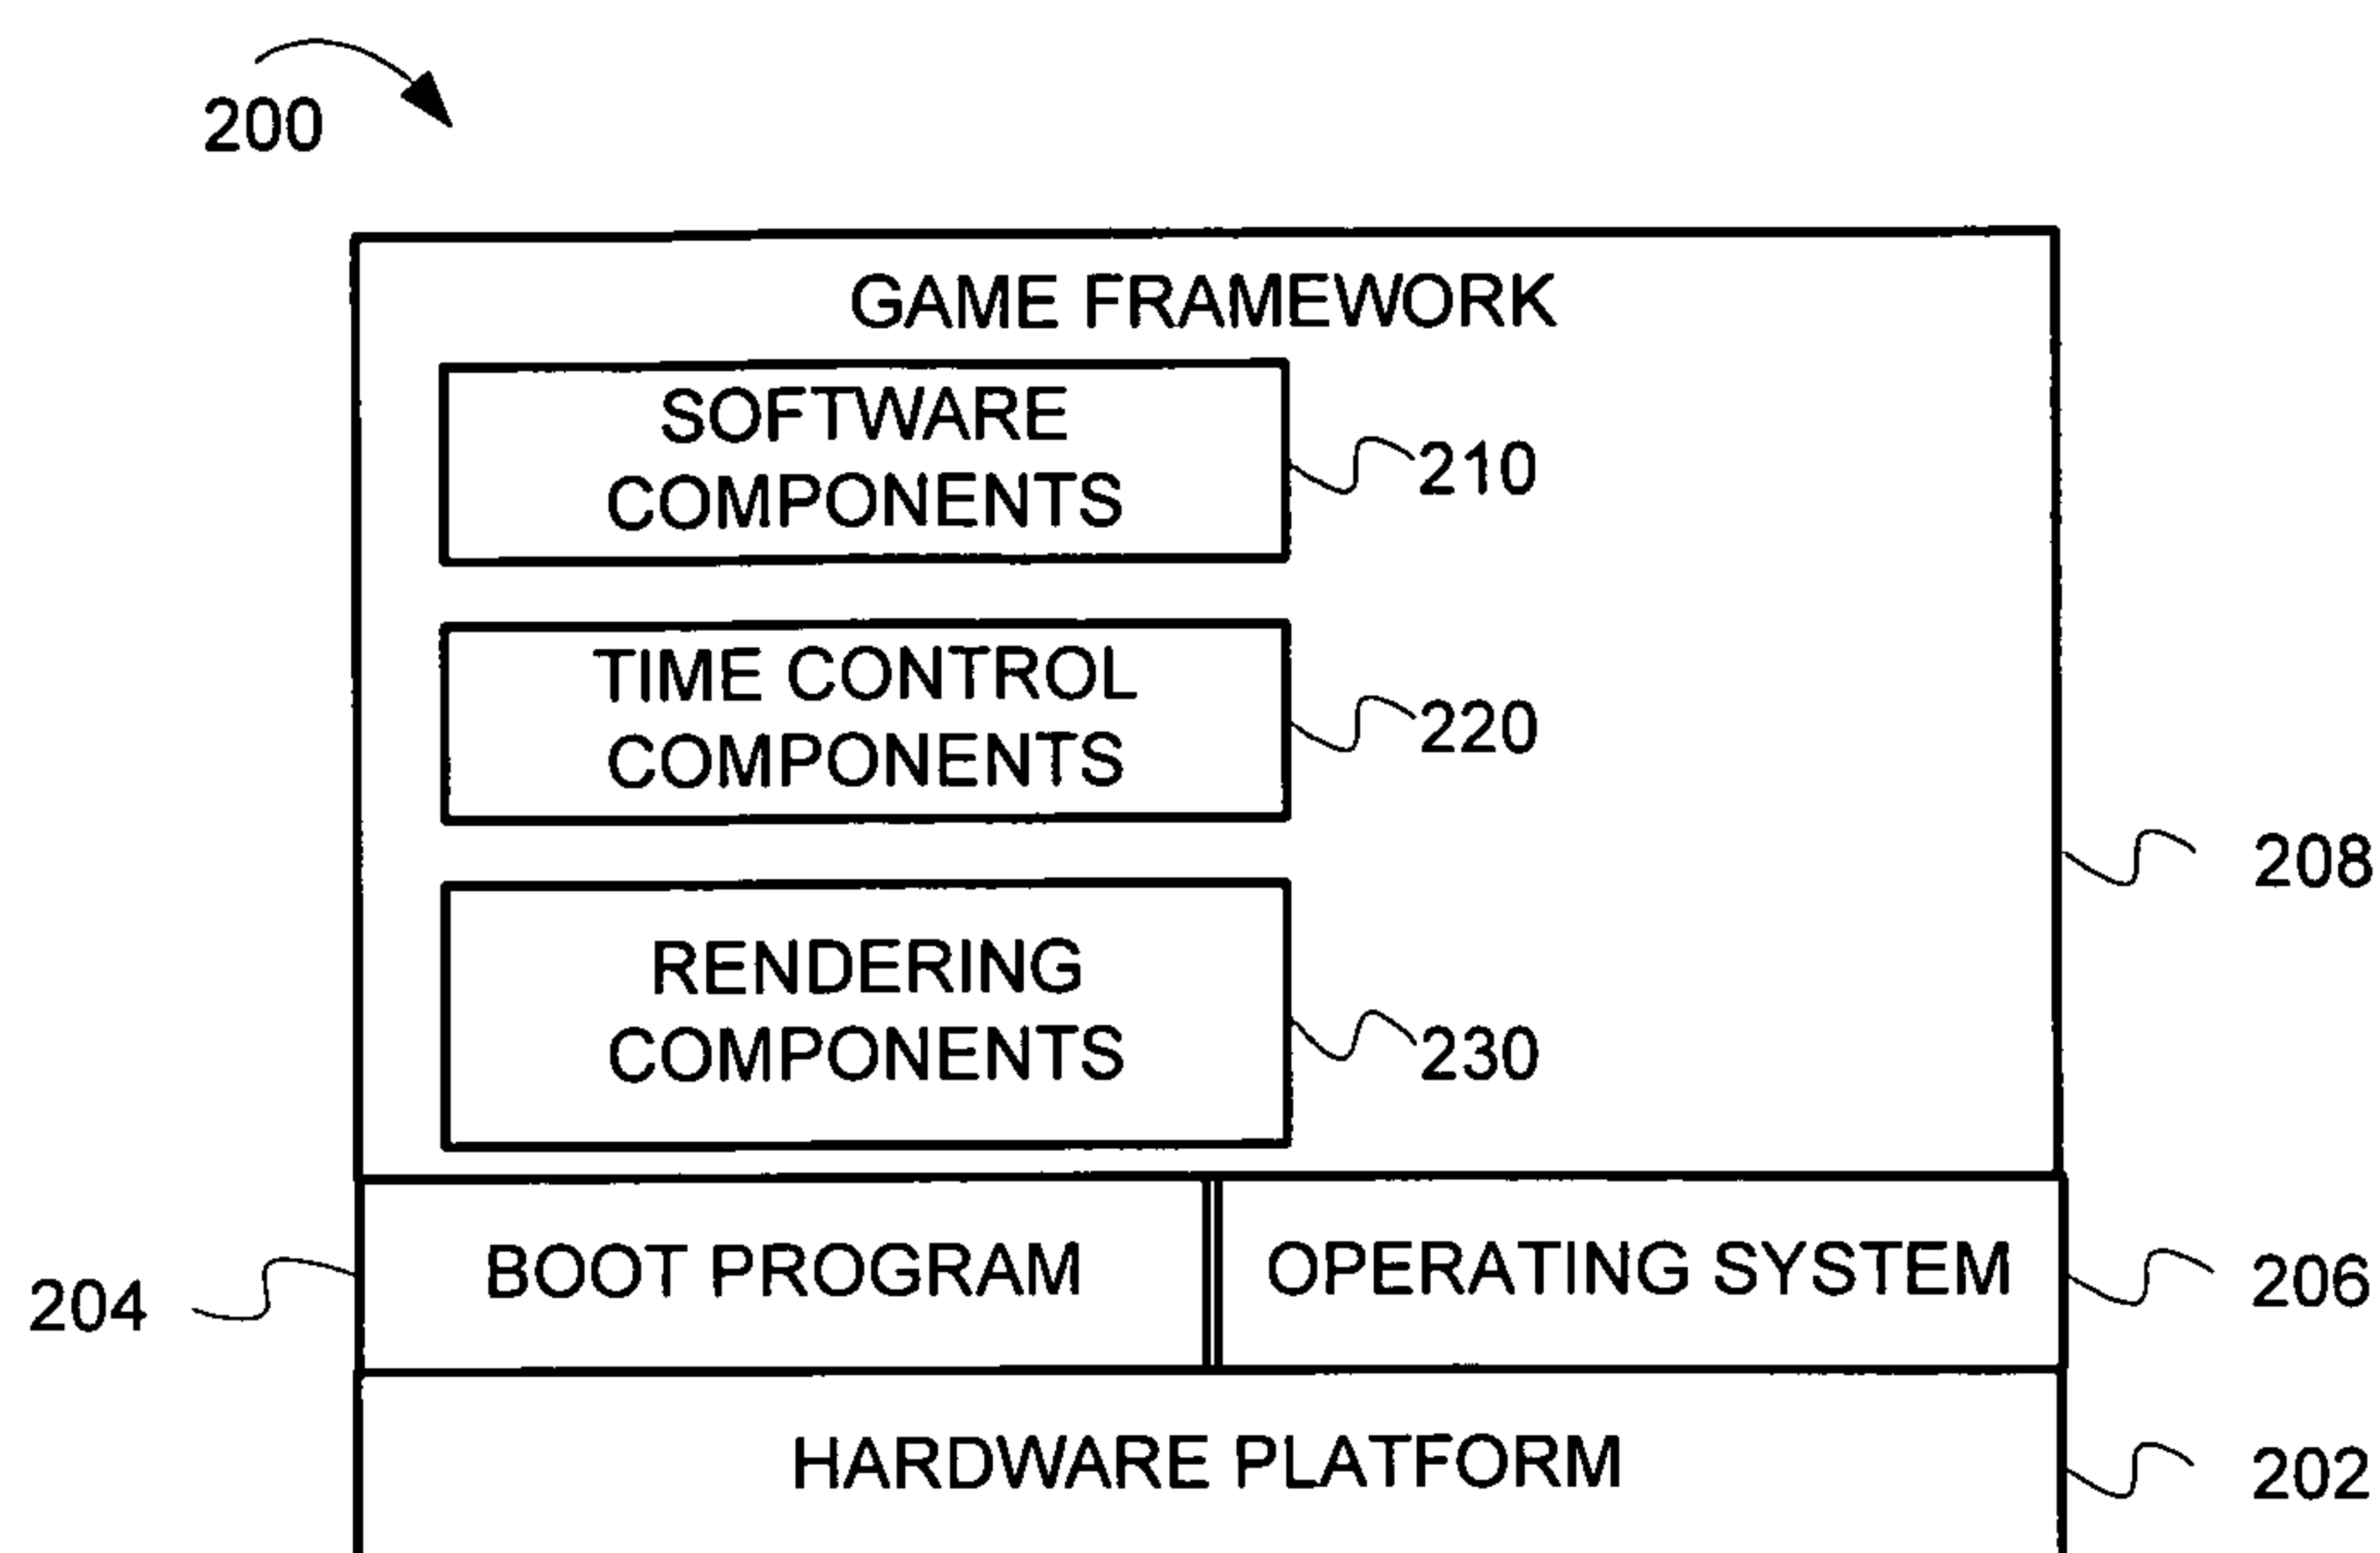 200
GAME FRAMEWORK
SOFTWARE
COMPONENTS
210
TIME CONTROL
COMPONENTS
220
208
RENDERING
COMPONENTS
230
204
BOOT PROGRAM
OPERATING SYSTEM
206
HARDWARE PLATFORM
202